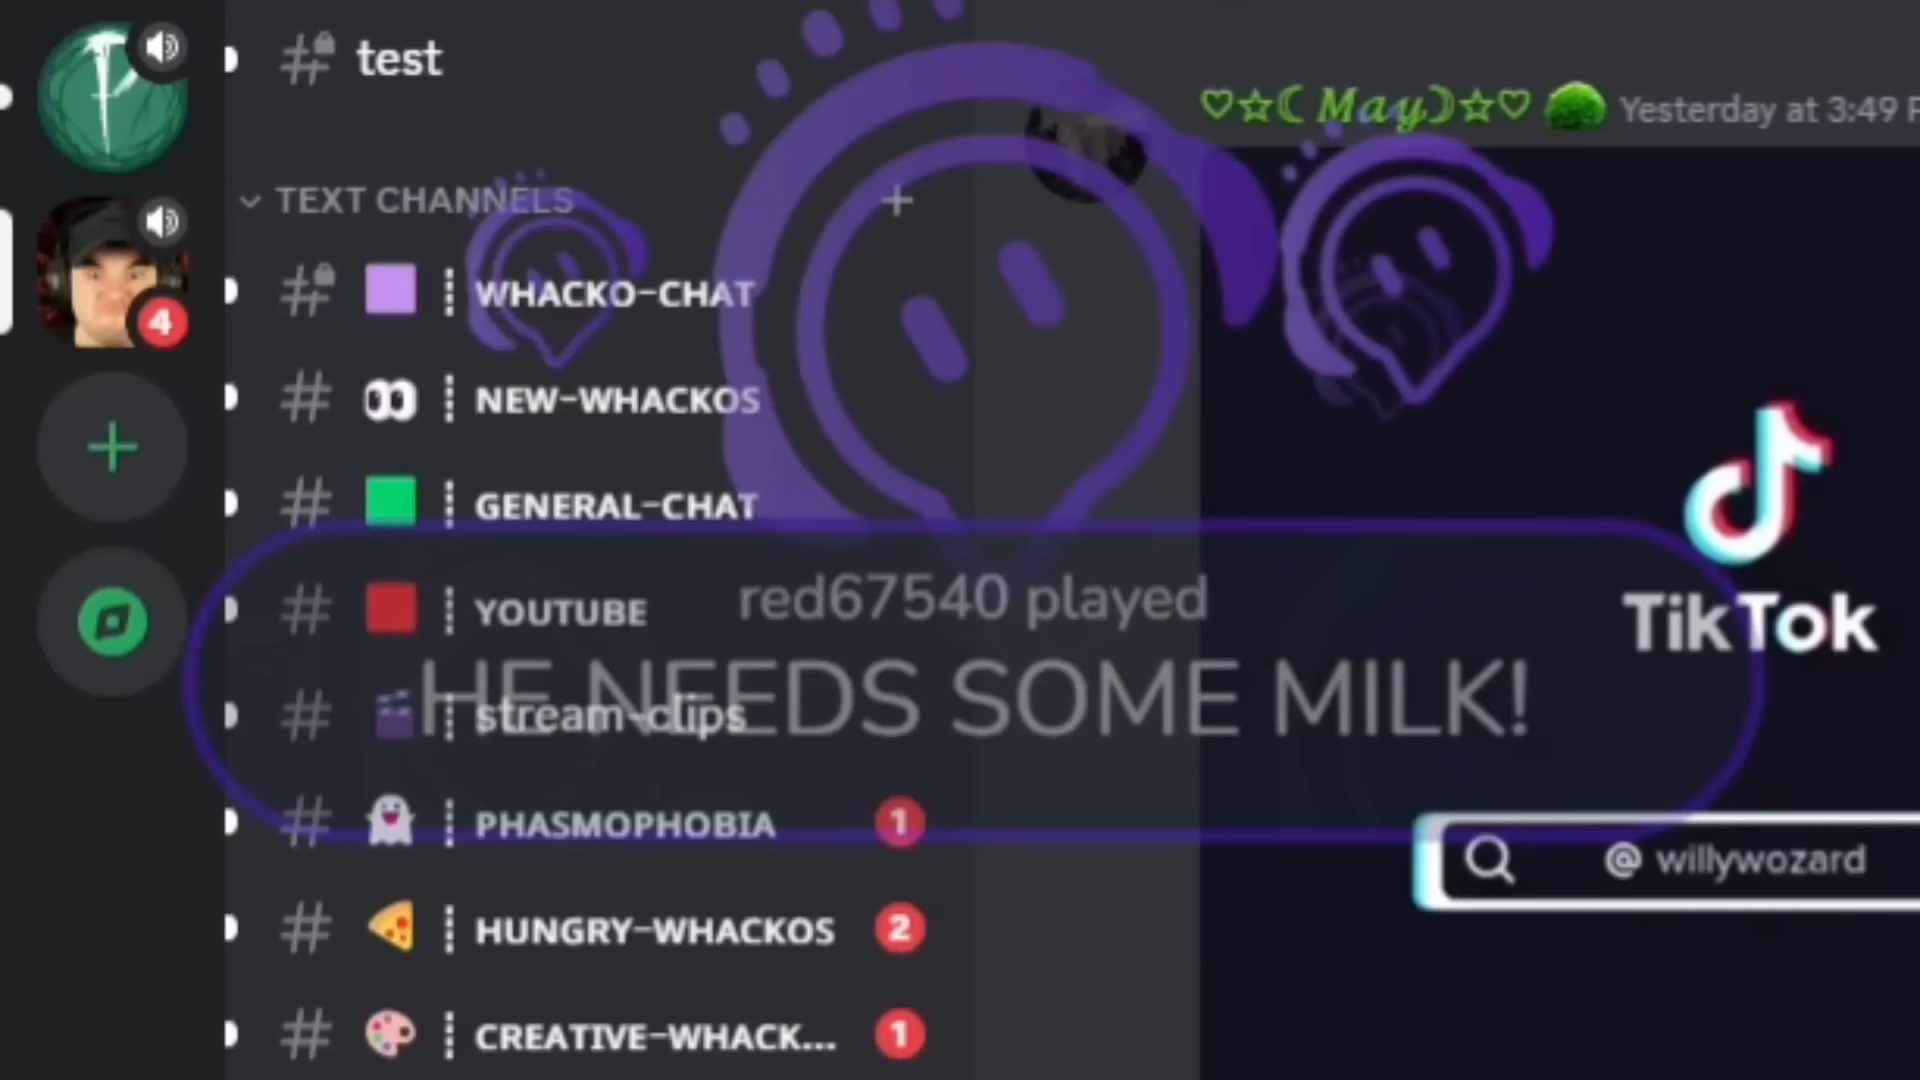 test
♡☆☾𝑀𝒶𝓎☽☆♡ Yesterday at 3:49 P
TEXT CHANNELS
WHACKO-CHAT
4
NEW-WHACKOS
GENERAL-CHAT
red67540 played
YOUTUBE
TikTok
HE NEEDS SOME MILK!
stream-clips
PHASMOPHOBIA 1
@ willywozard
HUNGRY-WHACKOS 2
CREATIVE-WHACK... 1